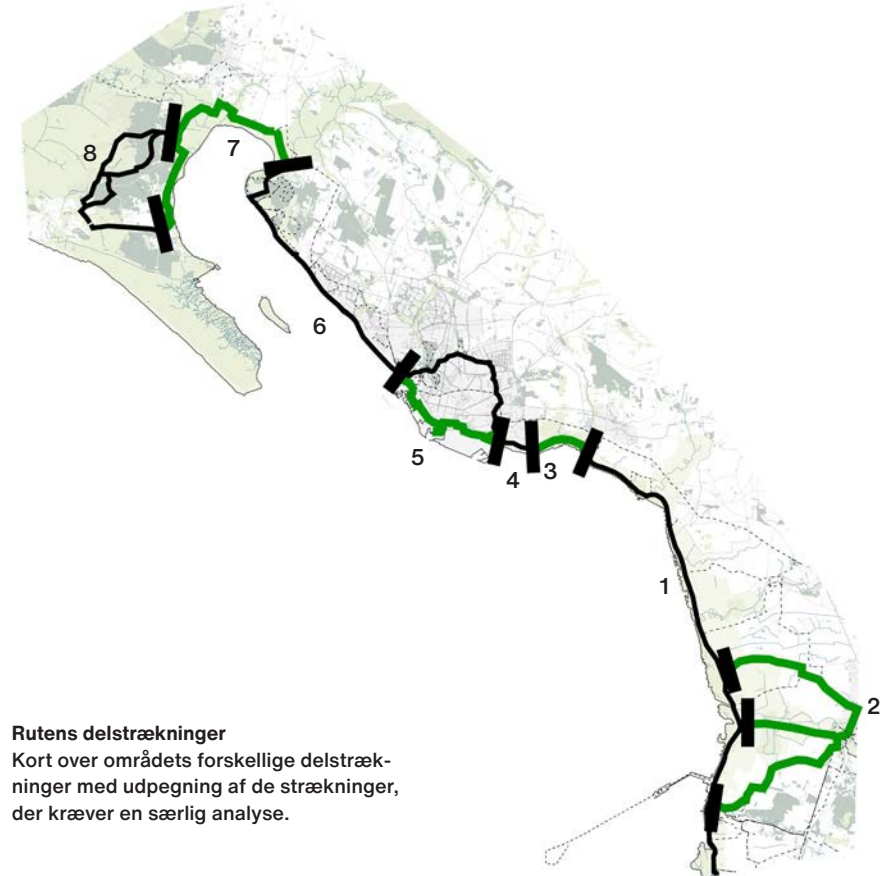 8
7
6
5
4
3
1
2
Rutens delstrækninger
Kort over områdets forskellige delstræk-
ninger med udpegning af de strækninger,
der kræver en særlig analyse.